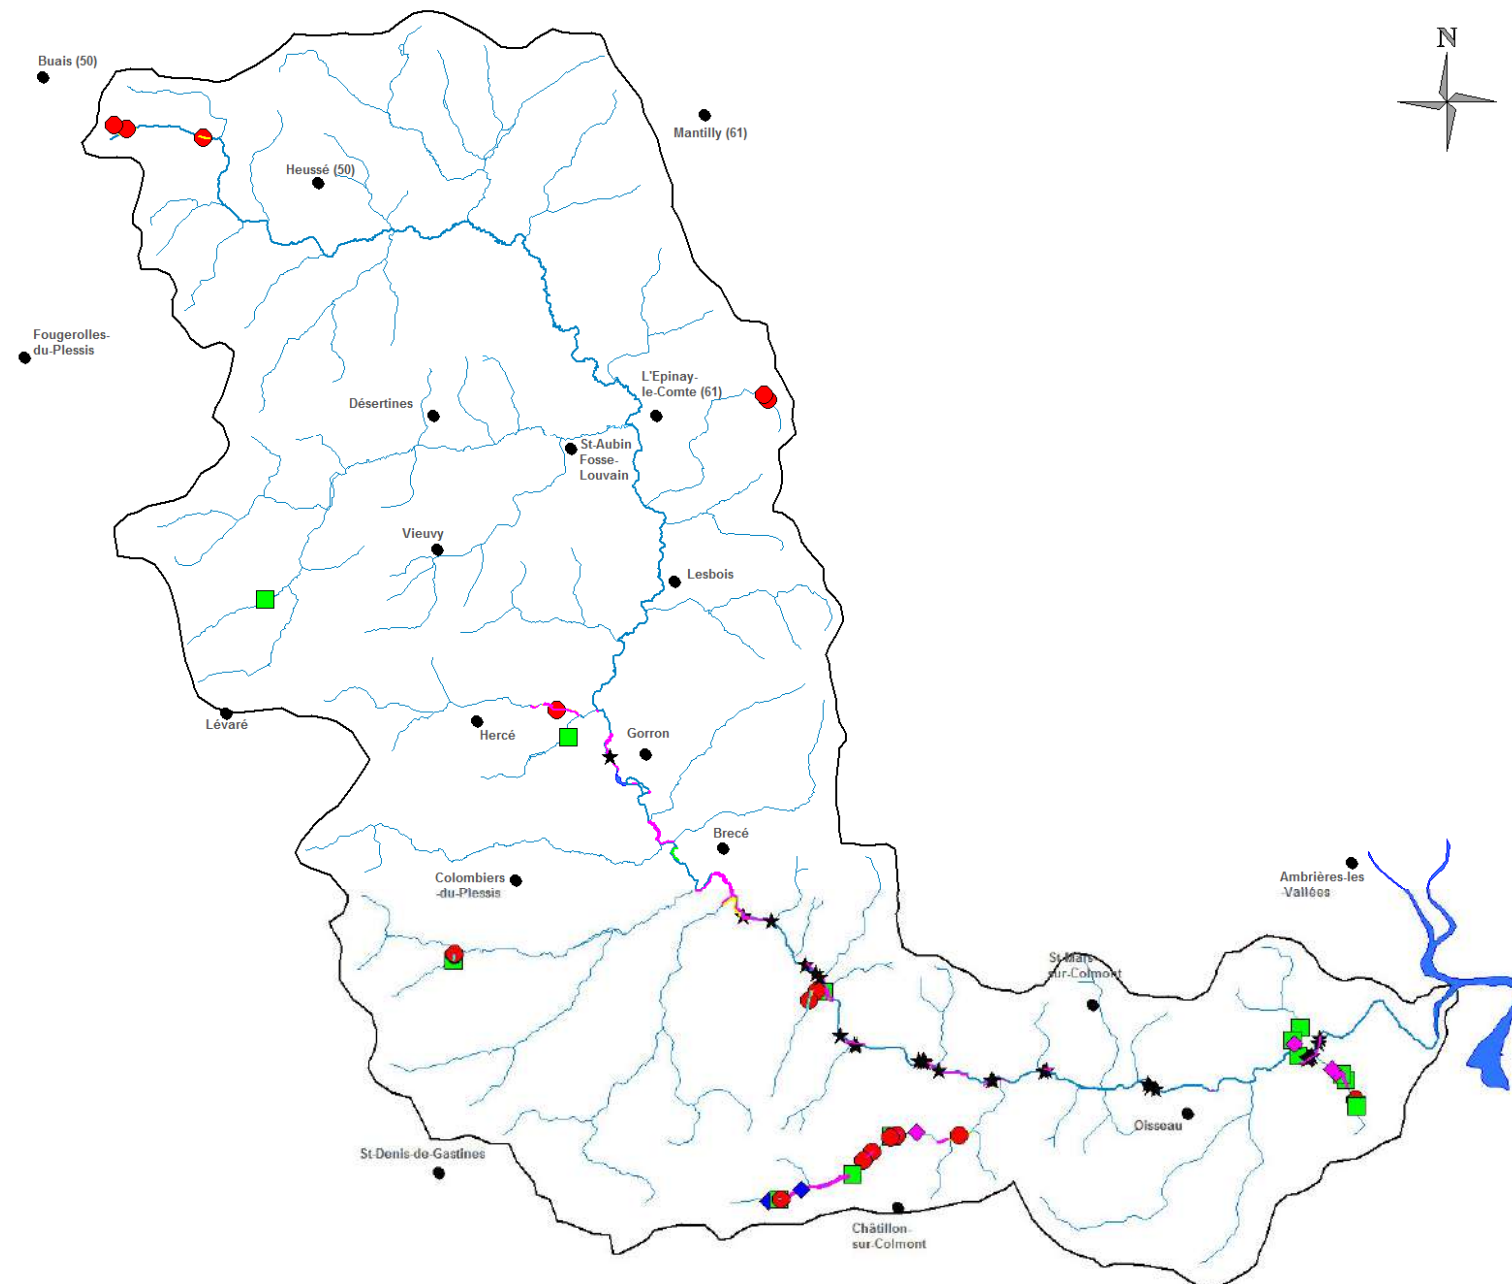 N
Buais (50)
Mantilly (61)
Heussé (50)
Fougerolles-
du-Plessis
L'Epinay-
le-Comte (61)
Désertines
St-Aubin
Fosse-
Louvain
Vieuvy
Lesbois
Lévaré
Hercé
Gorron
Brecé
Colombiers
-du-Plessis
Ambrières-les
-Vallées
St-Mars-
sur-Colmont
Oisseau
St-Denis-de-Gastines
Châtillon-
sur-Colmont